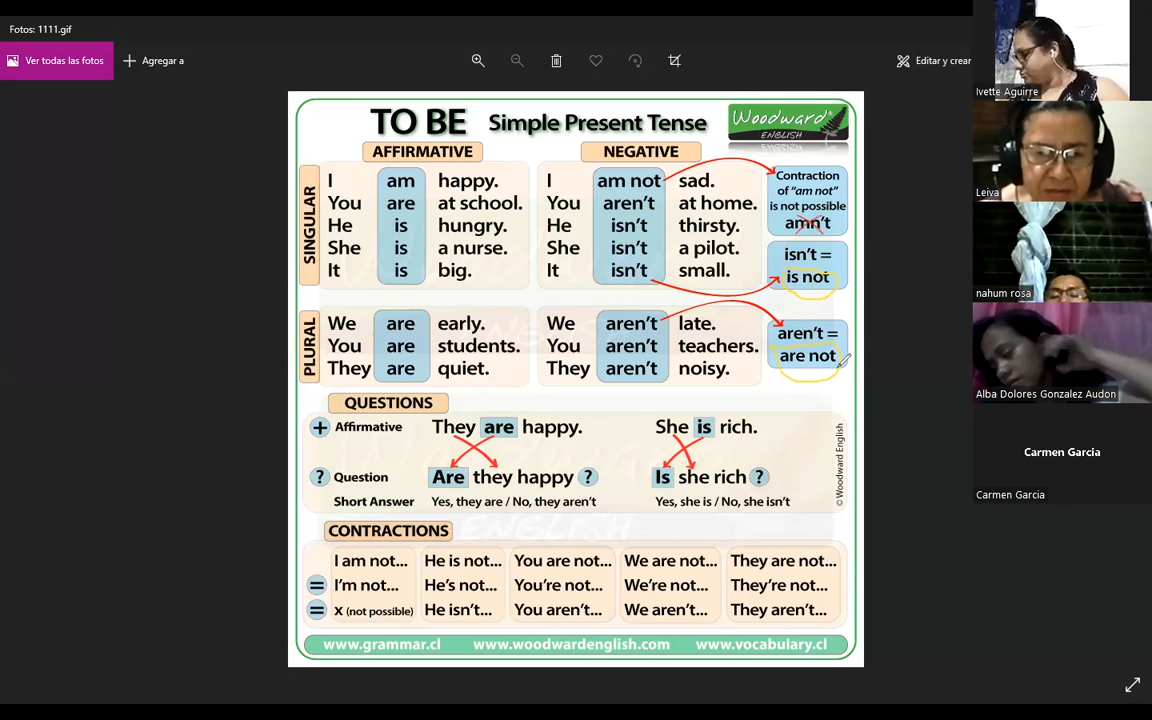 Fotos: 1111.gif
Ver todas las fotos
Agregar a
Editar y crear
TO BE Simple Present Tense
Woodward®
ENGLISH
AFFIRMATIVE
NEGATIVE
SINGULAR
I am happy.
You are at school.
He is hungry.
She is a nurse.
It is big.
I am not sad.
You aren't at home.
He isn't thirsty.
She isn't a pilot.
It isn't small.
Contraction
of "am not"
is not possible
amn't
isn't =
is not
PLURAL
We are early.
You are students.
They are quiet.
We aren't late.
You aren't teachers.
They aren't noisy.
aren't =
are not
QUESTIONS
+ Affirmative They are happy. She is rich.
? Question Are they happy ? Is she rich ?
Short Answer Yes, they are / No, they aren't Yes, she is / No, she isn't
© Woodward English
CONTRACTIONS
I am not... He is not... You are not... We are not... They are not...
= I'm not... He's not... You're not... We're not... They're not...
= x (not possible) He isn't... You aren't... We aren't... They aren't...
www.grammar.cl www.woodwardenglish.com www.vocabulary.cl
Ivette Aguirre
Leiva
nahum rosa
Alba Dolores Gonzalez Audon
Carmen Garcia
Carmen Garcia